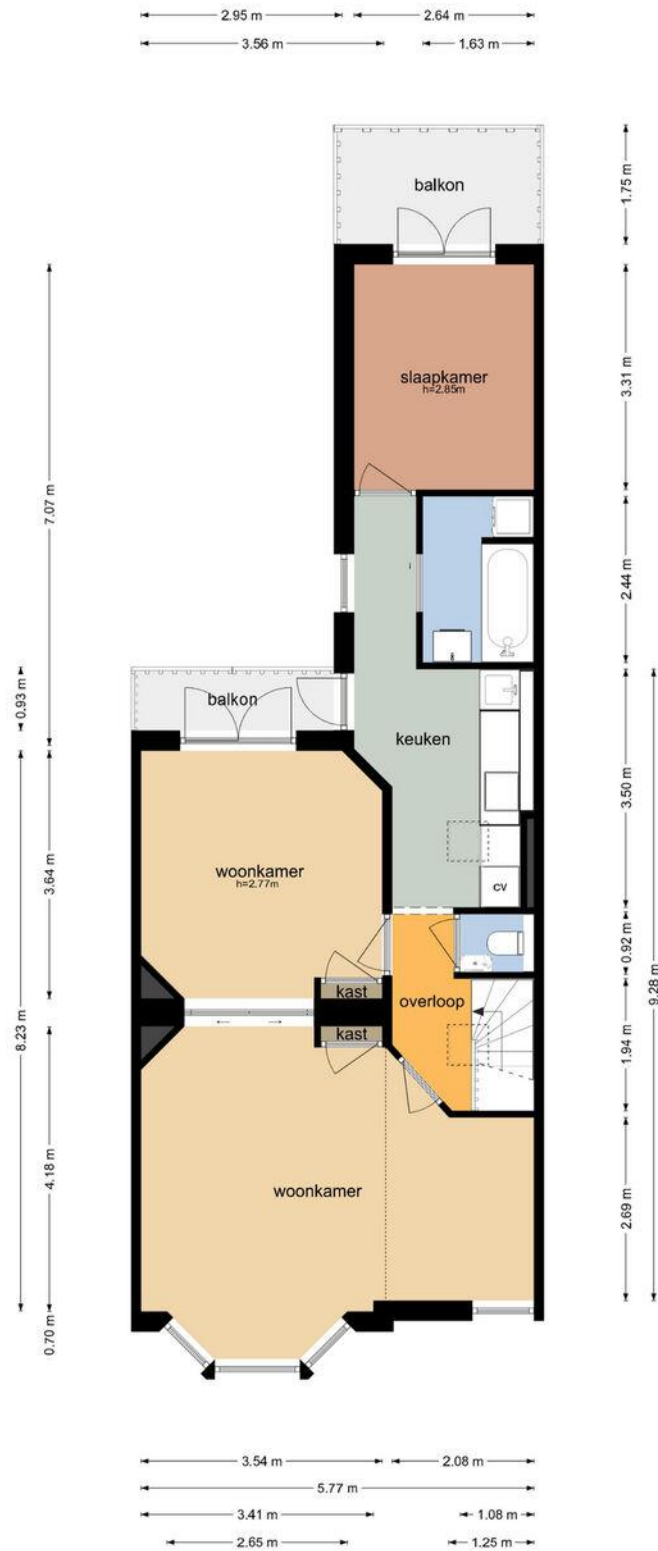 2.95 m
2.64 m
3.56 m
1.63 m
balkon
1.75 m
slaapkamer
h=2.85m
3.31 m
7.07 m
2.44 m
0.93 m
balkon
keuken
3.50 m
woonkamer
h=2.77m
3.64 m
CV
0.92 m
kast
overloop
kast
9.28 m
8.23 m
1.94 m
4.18 m
woonkamer
2.69 m
0.70 m
3.54 m
2.08 m
5.77 m
3.41 m
1.08 m
2.65 m
1.25 m